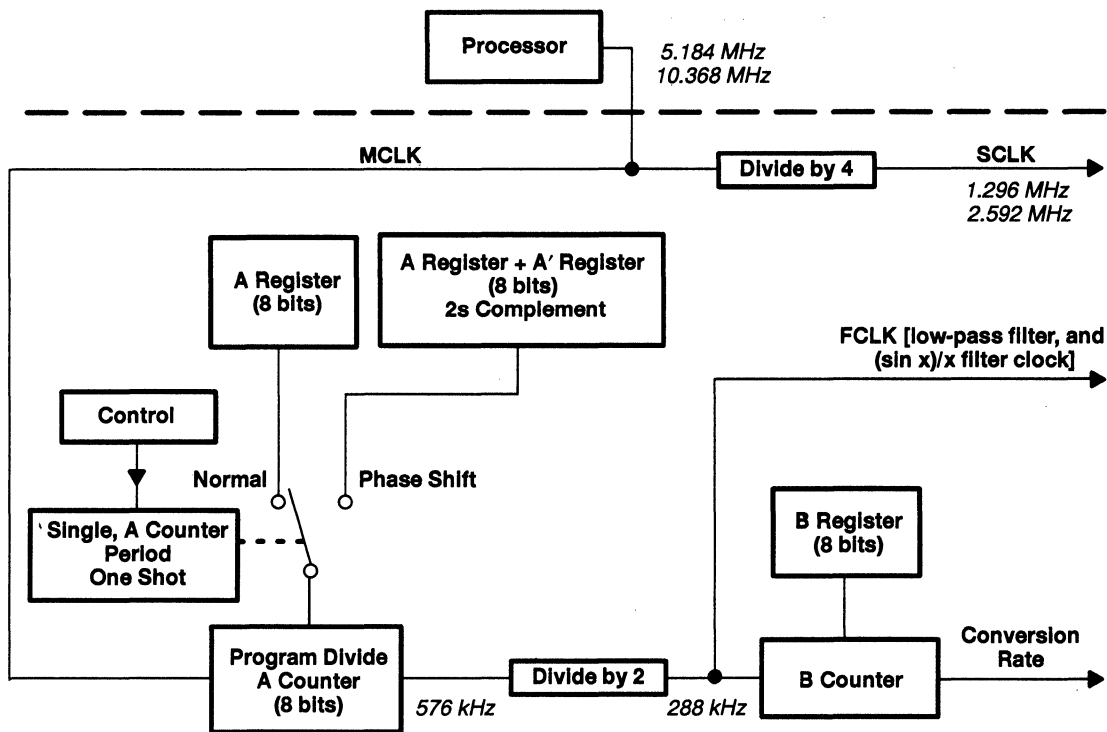 Processor
5.184 MHz
10.368 MHz
MCLK
Divide by 4
SCLK
1.296 MHz
2.592 MHz
A Register
(8 bits)
A Register + A′ Register
(8 bits)
2s Complement
FCLK [low-pass filter, and
(sin x)/x filter clock]
Control
Normal
Phase Shift
Single, A Counter
Period
One Shot
B Register
(8 bits)
Program Divide
A Counter
(8 bits)
576 kHz
Divide by 2
288 kHz
B Counter
Conversion
Rate